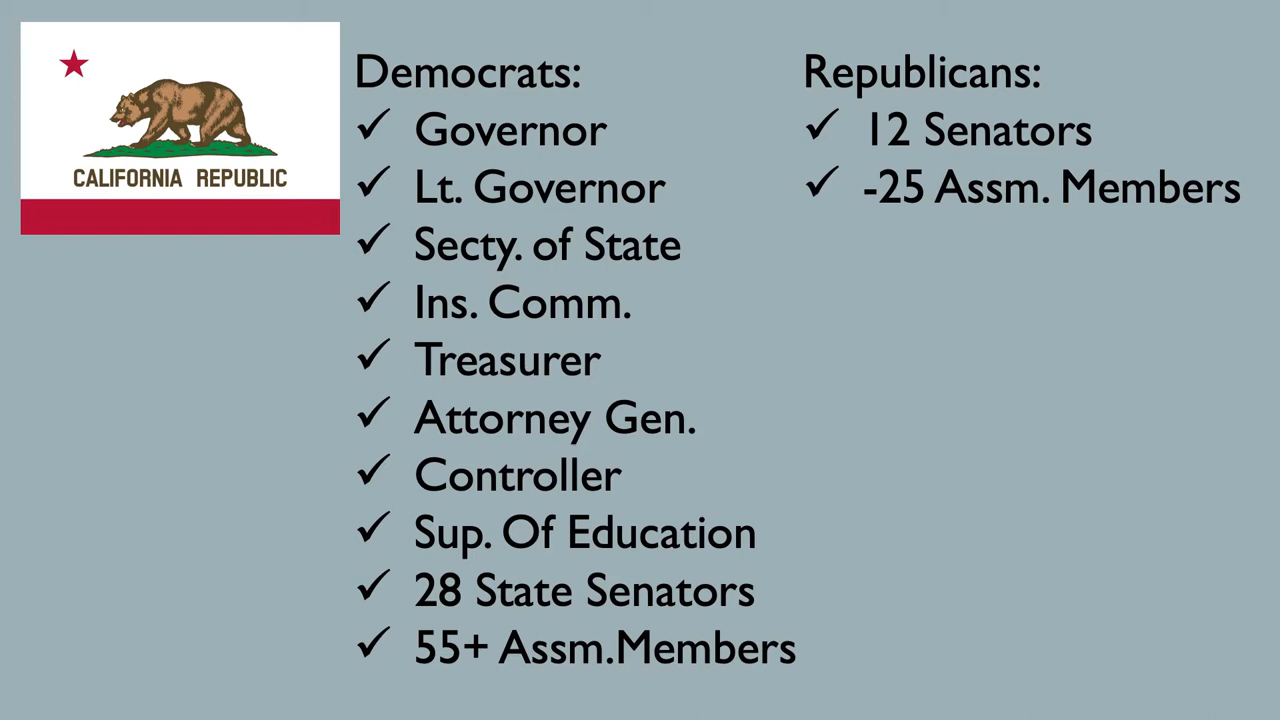 CALIFORNIA REPUBLIC
Democrats:
✓ Governor
✓ Lt. Governor
✓ Secty. of State
✓ Ins. Comm.
✓ Treasurer
✓ Attorney Gen.
✓ Controller
✓ Sup. Of Education
✓ 28 State Senators
✓ 55+ Assm.Members
Republicans:
✓ 12 Senators
✓ -25 Assm. Members